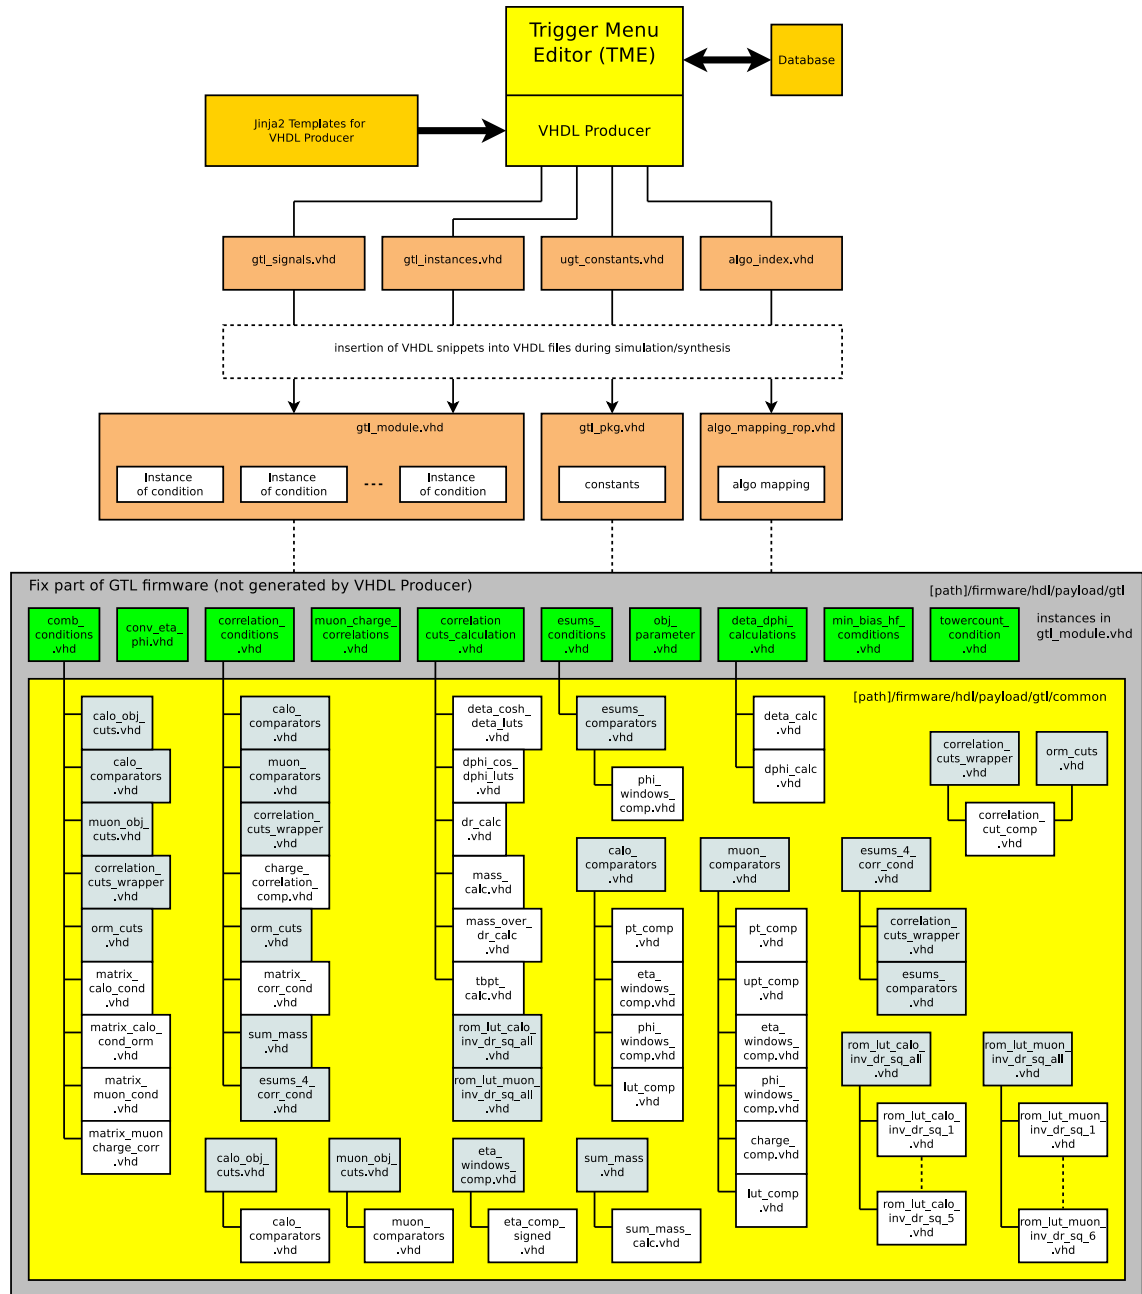 Trigger Menu
Editor (TME)
Database
Jinja2 Templates for
VHDL Producer
VHDL Producer
gtl_signals.vhd
gtl_instances.vhd
ugt_constants.vhd
algo_index.vhd
insertion of VHDL snippets into VHDL files during simulation/synthesis
gtl_module.vhd
gtl_pkg.vhd
algo_mapping_rop.vhd
Instance
of condition
Instance
of condition
---
Instance
of condition
constants
algo mapping
Fix part of GTL firmware (not generated by VHDL Producer)
[path]/firmware/hdl/payload/gtl
comb_
conditions
.vhd
conv_eta_
phi.vhd
correlation_
conditions
.vhd
muon_charge_
correlations
.vhd
correlation
cuts_calculation
.vhd
esums_
conditions
.vhd
obj_
parameter
.vhd
deta_dphi_
calculations
.vhd
min_bias_hf_
comditions
.vhd
towercount_
condition
.vhd
instances in
gtl_module.vhd
[path]/firmware/hdl/payload/gtl/common
calo_obj_
cuts.vhd
calo_
comparators
.vhd
muon_obj_
cuts.vhd
correlation_
cuts_wrapper
.vhd
orm_cuts
.vhd
matrix_
calo_cond
.vhd
matrix_calo_
cond_orm
.vhd
matrix_
muon_cond
.vhd
matrix_muon
charge_corr
.vhd
calo_
comparators
.vhd
muon_
comparators
.vhd
correlation_
cuts_wrapper
.vhd
charge_
correlation_
comp.vhd
orm_cuts
.vhd
matrix_
corr_cond
.vhd
sum_mass
.vhd
esums_4_
corr_cond
.vhd
deta_cosh_
deta_luts
.vhd
dphi_cos_
dphi_luts
.vhd
dr_calc
.vhd
mass_
calc.vhd
mass_over_
dr_calc
.vhd
tbpt_
calc.vhd
rom_lut_calo_
inv_dr_sq_all
.vhd
rom_lut_muon_
inv_dr_sq_all
.vhd
esums_
comparators
.vhd
phi_
windows_
comp.vhd
deta_calc
.vhd
dphi_calc
.vhd
correlation_
cuts_wrapper
.vhd
orm_cuts
.vhd
correlation_
cut_comp
.vhd
calo_
comparators
.vhd
pt_comp
.vhd
eta_
windows_
comp.vhd
phi_
windows_
comp.vhd
lut_comp
.vhd
muon_
comparators
.vhd
pt_comp
.vhd
upt_comp
.vhd
eta_
windows_
comp.vhd
phi_
windows_
comp.vhd
charge_
comp.vhd
lut_comp
.vhd
esums_4_
corr_cond
.vhd
correlation_
cuts_wrapper
.vhd
esums_
comparators
.vhd
rom_lut_calo_
inv_dr_sq_all
.vhd
rom_lut_calo_
inv_dr_sq_1
.vhd
rom_lut_calo_
inv_dr_sq_5
.vhd
rom_lut_muon_
inv_dr_sq_all
.vhd
rom_lut_muon_
inv_dr_sq_1
.vhd
rom_lut_muon_
inv_dr_sq_6
.vhd
calo_obj_
cuts.vhd
calo_
comparators
.vhd
muon_obj_
cuts.vhd
muon_
comparators
.vhd
eta_
windows_
comp.vhd
eta_comp_
signed
.vhd
sum_mass
.vhd
sum_mass_
calc.vhd